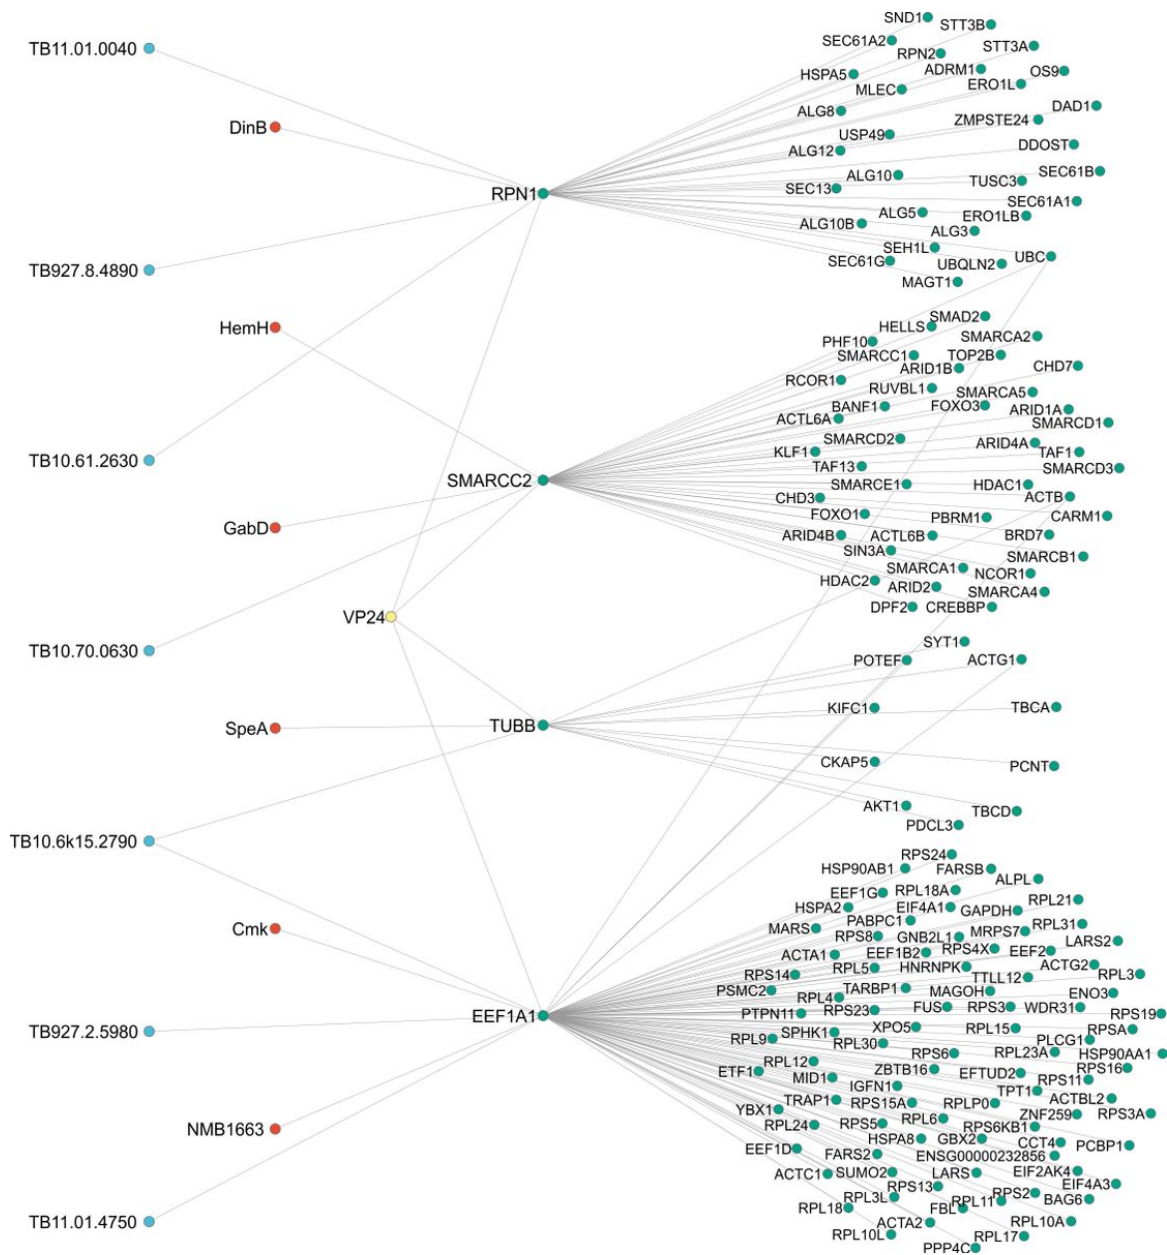 TB11.01.0040
DinB
TB927.8.4890
HemH
TB10.61.2630
GabD
VP24
TB10.70.0630
SpeA
TB10.6k15.2790
Cmk
TB927.2.5980
NMB1663
TB11.01.4750
RPN1
SMARCC2
TUBB
EEF1A1
SND1
STT3B
SEC61A2
STT3A
RPN2
ADRM1
OS9
HSPA5
ERO1L
MLEC
DAD1
ALG8
ZMPSTE24
USP49
DDOST
ALG12
SEC61B
ALG10
TUSC3
SEC13
SEC61A1
ALG5
ERO1LB
ALG10B
ALG3
SEH1L
UBC
SEC61G
UBQLN2
MAGT1
SMAD2
HELLS
SMARCA2
PHF10
SMARCC1
TOP2B
CHD7
ARID1B
RCOR1
RUVBL1
SMARCA5
BANF1
FOXO3
ARID1A
ACTL6A
SMARCD1
SMARCD2
ARID4A
KLF1
TAF1
TAF13
SMARCD3
SMARCE1
HDAC1
CHD3
ACTB
FOXO1
PBRM1
CARM1
ARID4B
ACTL6B
BRD7
SIN3A
SMARCB1
SMARCA1
NCOR1
HDAC2
ARID2
SMARCA4
DPF2
CREBBP
SYT1
POTEF
ACTG1
KIFC1
TBCA
CKAP5
PCNT
AKT1
TBCD
PDCL3
RPS24
HSP90AB1
FARSB
ALPL
EEF1G
RPL18A
RPL21
HSPA2
EIF4A1
GAPDH
PABPC1
RPL31
MARS
MRPS7
RPS8
GNB2L1
LARS2
RPS4X
EEF2
ACTA1
EEF1B2
ACTG2
RPL5
HNRNPK
RPL3
RPS14
TTLL12
PSMC2
TARBP1
MAGOH
ENO3
RPL4
FUS
RPS3
WDR31
PTPN11
RPS23
RPS19
SPHK1
XPO5
RPL15
RPSA
RPL9
PLCG1
RPL30
RPS6
RPL23A
HSP90AA1
RPL12
RPS16
ETF1
ZBTB16
EFTUD2
MID1
RPS11
IGFN1
TPT1
TRAP1
ACTBL2
RPS15A
RPLP0
YBX1
ZNF259
RPS3A
RPL6
RPL24
RPS5
RPS6KB1
HSPA8
GBX2
CCT4
PCBP1
EEF1D
FARS2
ENSG00000232856
ACTC1
SUMO2
LARS
EIF2AK4
RPS13
EIF4A3
RPL3L
RPS2
BAG6
RPL11
RPL18
FBL
ACTA2
RPL10A
RPL10L
RPL17
PPP4C